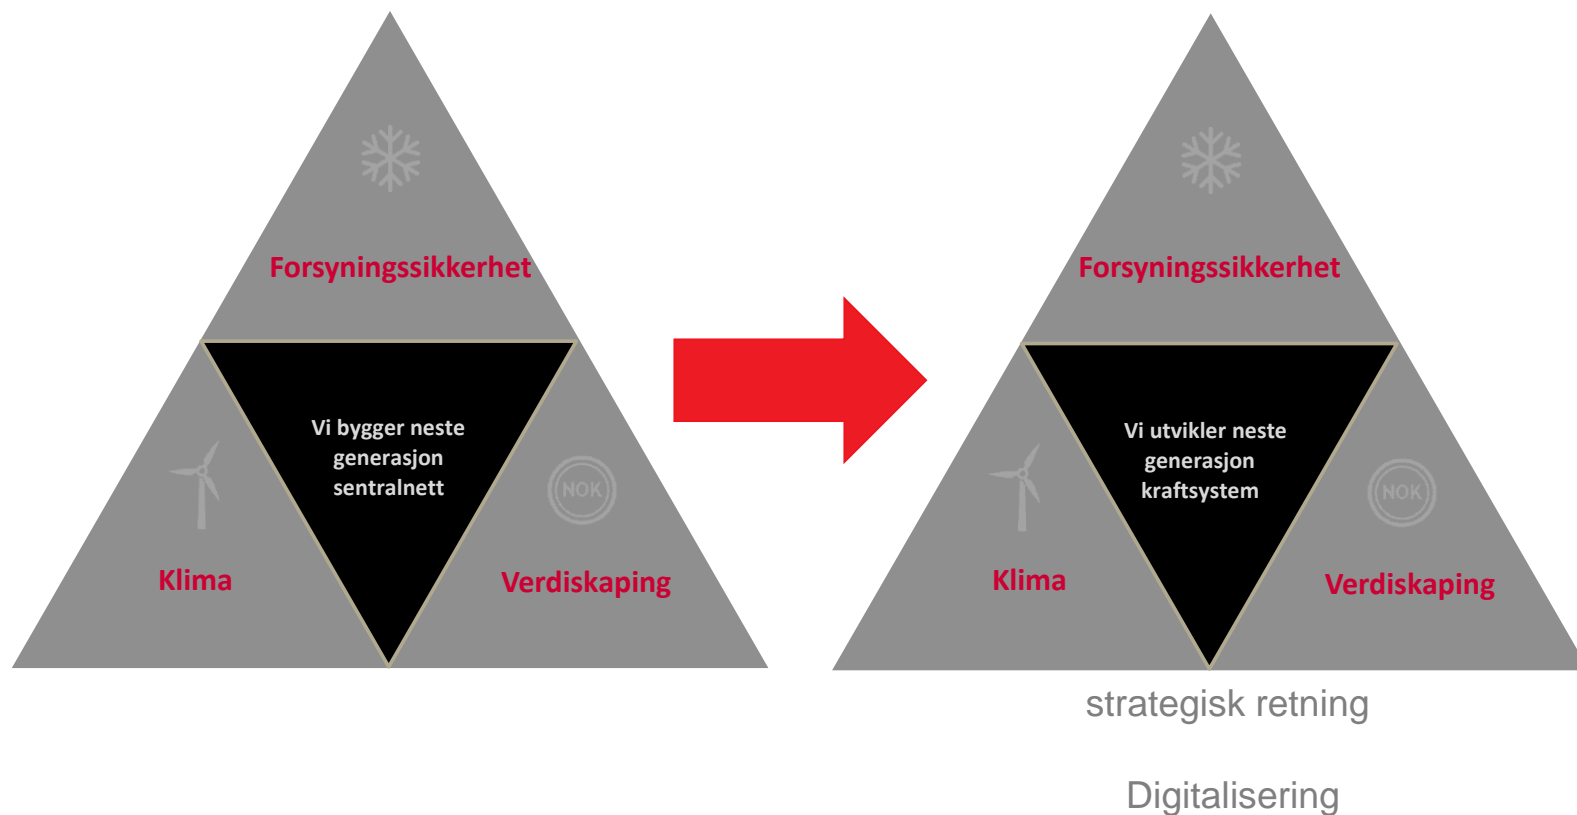 Forsyningssikkerhet
Vi bygger neste
generasjon
sentralnett
NOK
Klima
Verdiskaping
Forsyningssikkerhet
Vi utvikler neste
generasjon
kraftsystem
NOK
Klima
Verdiskaping
strategisk retning
Digitalisering